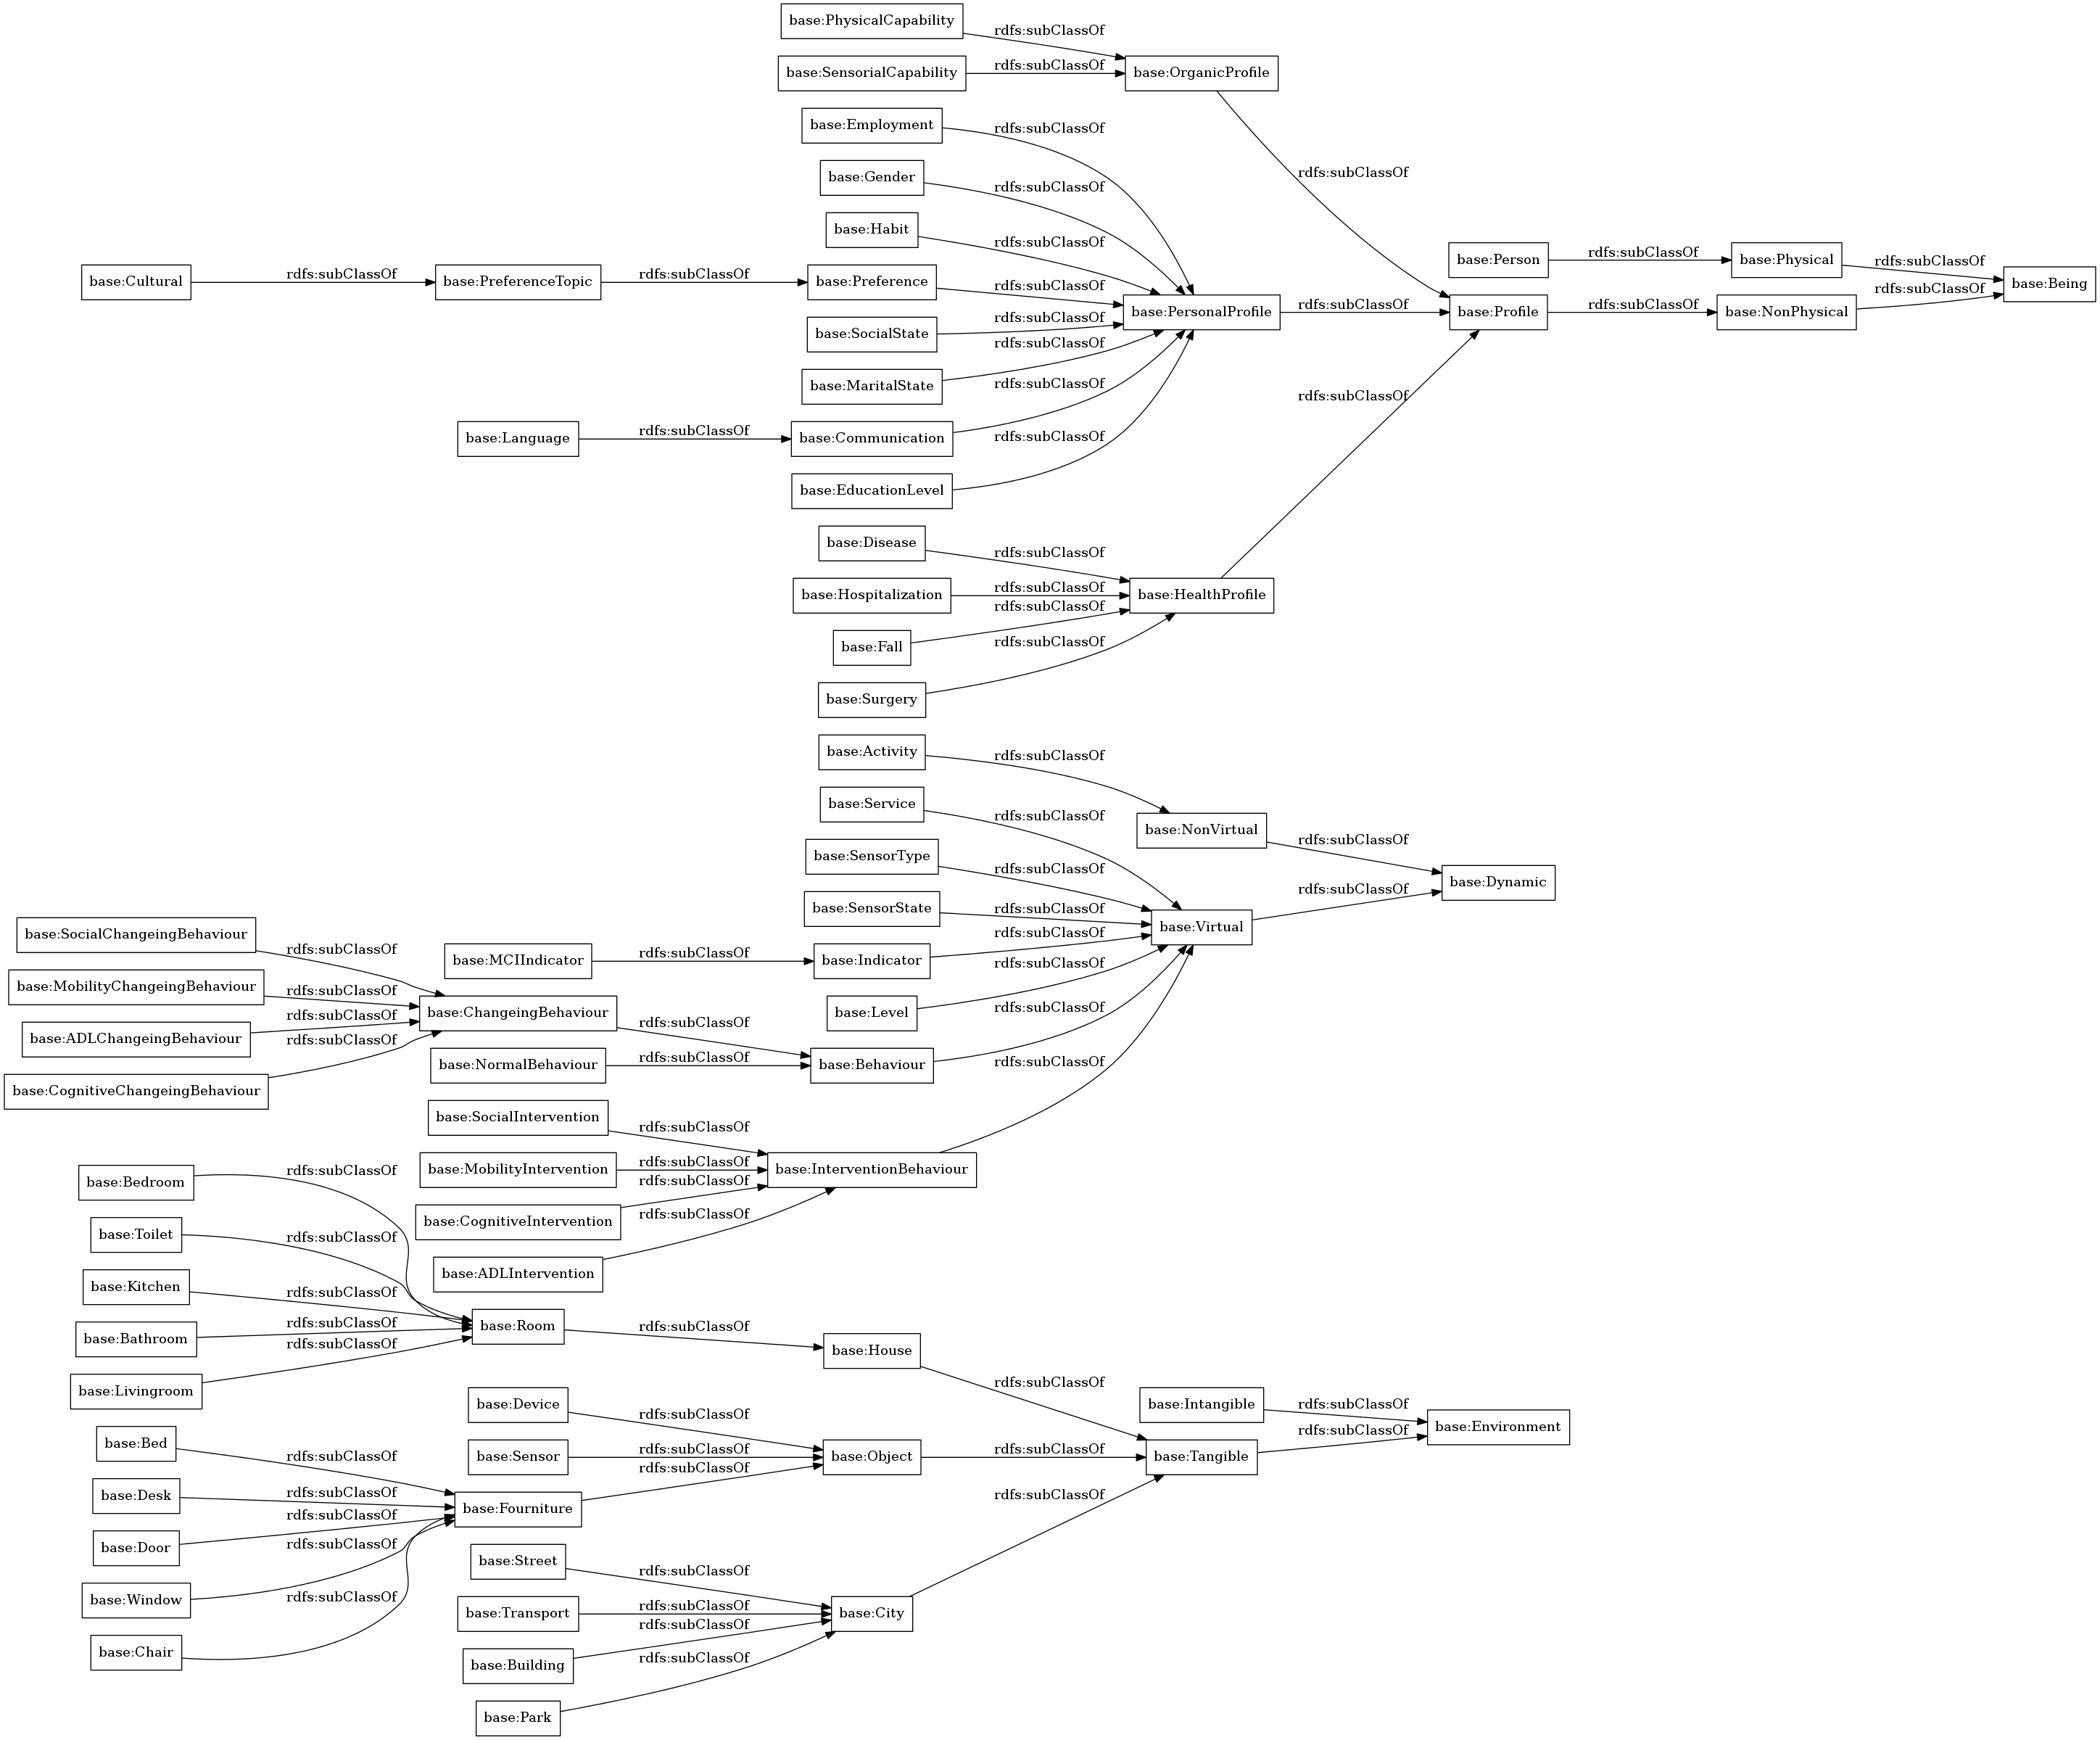 base:PhysicalCapability
rdfs:subClassOf
base:SensorialCapability
rdfs:subClassOf
base:OrganicProfile
base:Employment
rdfs:subClassOf
base:Gender
rdfs:subClassOf
rdfs:subClassOf
base:Habit
rdfs:subClassOf
base:Person
rdfs:subClassOf
base:Physical
rdfs:subClassOf
base:Cultural
rdfs:subClassOf
base:PreferenceTopic
rdfs:subClassOf
base:Preference
rdfs:subClassOf
base:Being
rdfs:subClassOf
base:PersonalProfile
rdfs:subClassOf
base:Profile
rdfs:subClassOf
base:NonPhysical
base:SocialState
rdfs:subClassOf
rdfs:subClassOf
base:MaritalState
rdfs:subClassOf
rdfs:subClassOf
base:Language
rdfs:subClassOf
base:Communication
rdfs:subClassOf
base:EducationLevel
base:Disease
rdfs:subClassOf
base:Hospitalization
rdfs:subClassOf
base:HealthProfile
rdfs:subClassOf
base:Fall
rdfs:subClassOf
base:Surgery
base:Activity
rdfs:subClassOf
base:Service
rdfs:subClassOf
base:NonVirtual
rdfs:subClassOf
base:SensorType
rdfs:subClassOf
base:Dynamic
rdfs:subClassOf
base:SensorState
rdfs:subClassOf
base:Virtual
base:SocialChangeingBehaviour
rdfs:subClassOf
rdfs:subClassOf
base:MCIIndicator
rdfs:subClassOf
base:Indicator
rdfs:subClassOf
base:MobilityChangeingBehaviour
rdfs:subClassOf
base:ChangeingBehaviour
rdfs:subClassOf
base:Level
rdfs:subClassOf
rdfs:subClassOf
base:ADLChangeingBehaviour
rdfs:subClassOf
base:NormalBehaviour
rdfs:subClassOf
base:Behaviour
rdfs:subClassOf
base:CognitiveChangeingBehaviour
base:SocialIntervention
rdfs:subClassOf
base:Bedroom
rdfs:subClassOf
base:MobilityIntervention
rdfs:subClassOf
base:InterventionBehaviour
rdfs:subClassOf
base:CognitiveIntervention
rdfs:subClassOf
base:Toilet
rdfs:subClassOf
base:ADLIntervention
base:Kitchen
rdfs:subClassOf
base:Bathroom
rdfs:subClassOf
base:Room
rdfs:subClassOf
base:House
rdfs:subClassOf
base:Livingroom
rdfs:subClassOf
base:Device
rdfs:subClassOf
base:Intangible
rdfs:subClassOf
base:Environment
rdfs:subClassOf
base:Bed
rdfs:subClassOf
base:Sensor
rdfs:subClassOf
base:Object
rdfs:subClassOf
base:Tangible
rdfs:subClassOf
base:Desk
rdfs:subClassOf
base:Fourniture
rdfs:subClassOf
rdfs:subClassOf
base:Door
rdfs:subClassOf
base:Street
rdfs:subClassOf
base:Window
rdfs:subClassOf
base:Transport
rdfs:subClassOf
base:City
rdfs:subClassOf
base:Chair
base:Building
rdfs:subClassOf
base:Park